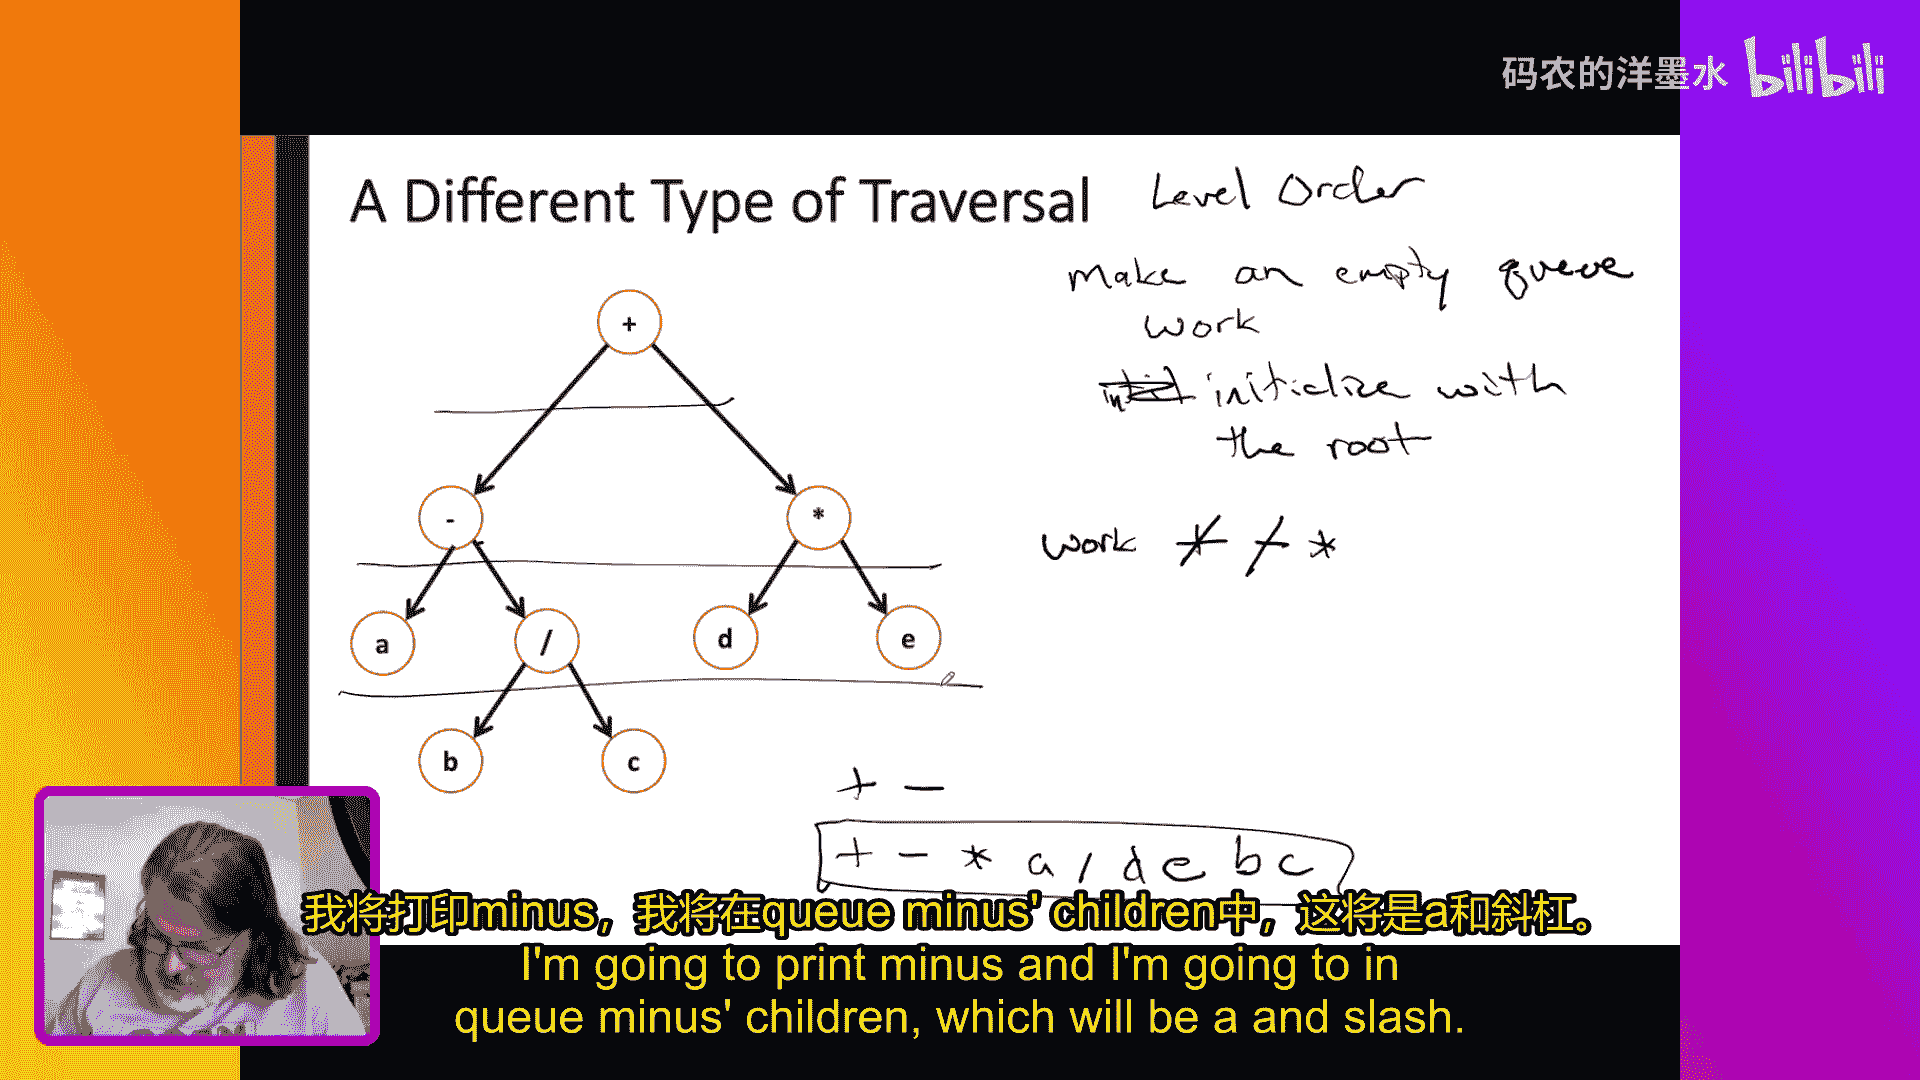 码农的洋墨水 bilibili
A Different Type of Traversal
Level Order
make an empty queue
work
initialize with
the root
+
-
*
a
/
d
e
b
c
work + - *
+ -
+ - * a / d e b c
我将打印minus，我将在queue minus' children中，这将是a和斜杠。
I'm going to print minus and I'm going to in
queue minus' children, which will be a and slash.